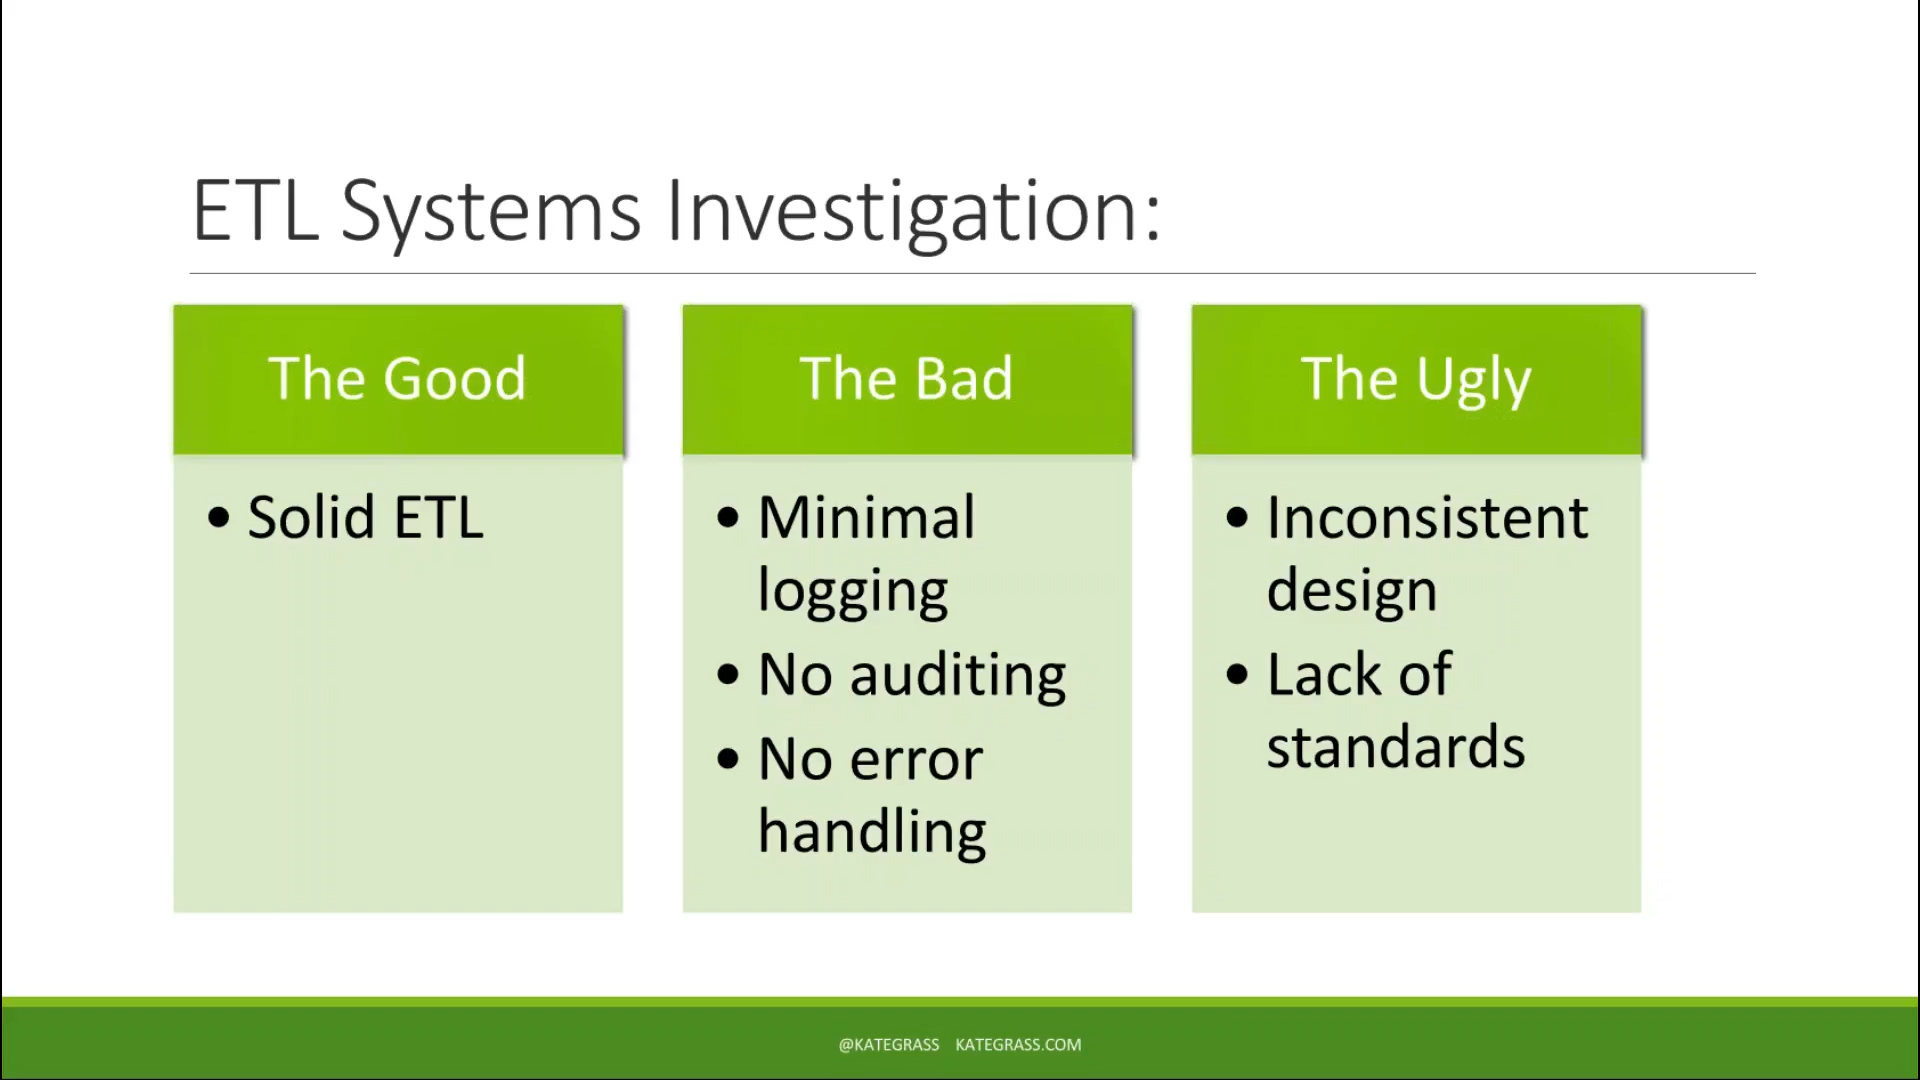 ETL Systems Investigation:
The Good
• Solid ETL
The Bad
• Minimal
logging
• No auditing
• No error
handling
The Ugly
• Inconsistent
design
• Lack of
standards
@KATEGRASS KATEGRASS.COM